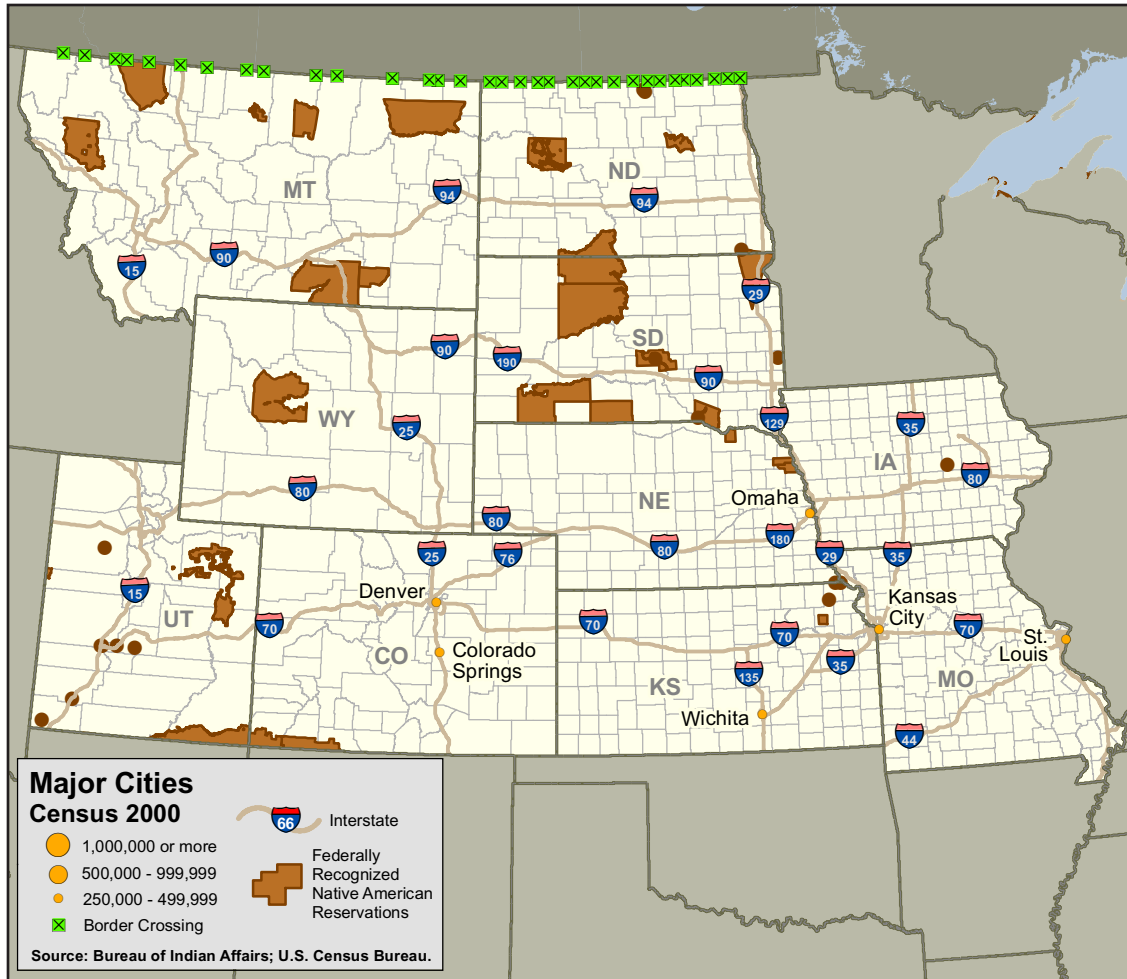 MT
ND
94
94
15
90
29
SD
90
190
90
WY
25
129
35
IA
80
80
NE
Omaha
80
80
180
29
35
25
76
15
UT
Denver
70
CO
Colorado
Springs
70
70
Kansas
City
70
St.
Louis
135
35
KS
MO
Wichita
44
Major Cities
Census 2000
1,000,000 or more
500,000 - 999,999
250,000 - 499,999
Border Crossing
66
Interstate
Federally
Recognized
Native American
Reservations
Source: Bureau of Indian Affairs; U.S. Census Bureau.